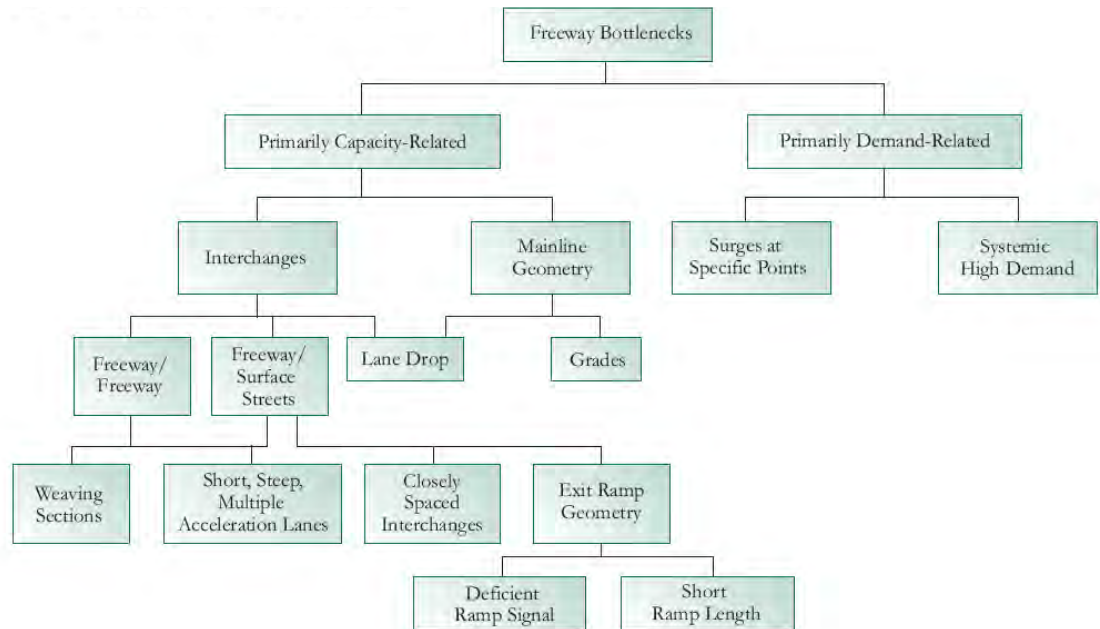 Freeway Bottlenecks
Primarily Capacity-Related
Primarily Demand-Related
Interchanges
Mainline
Geometry
Surges at
Specific Points
Systemic
High Demand
Freeway/
Freeway
Freeway/
Surface
Streets
Lane Drop
Grades
Weaving
Sections
Short, Steep,
Multiple
Acceleration Lanes
Closely
Spaced
Interchanges
Exit Ramp
Geometry
Deficient
Ramp Signal
Short
Ramp Length